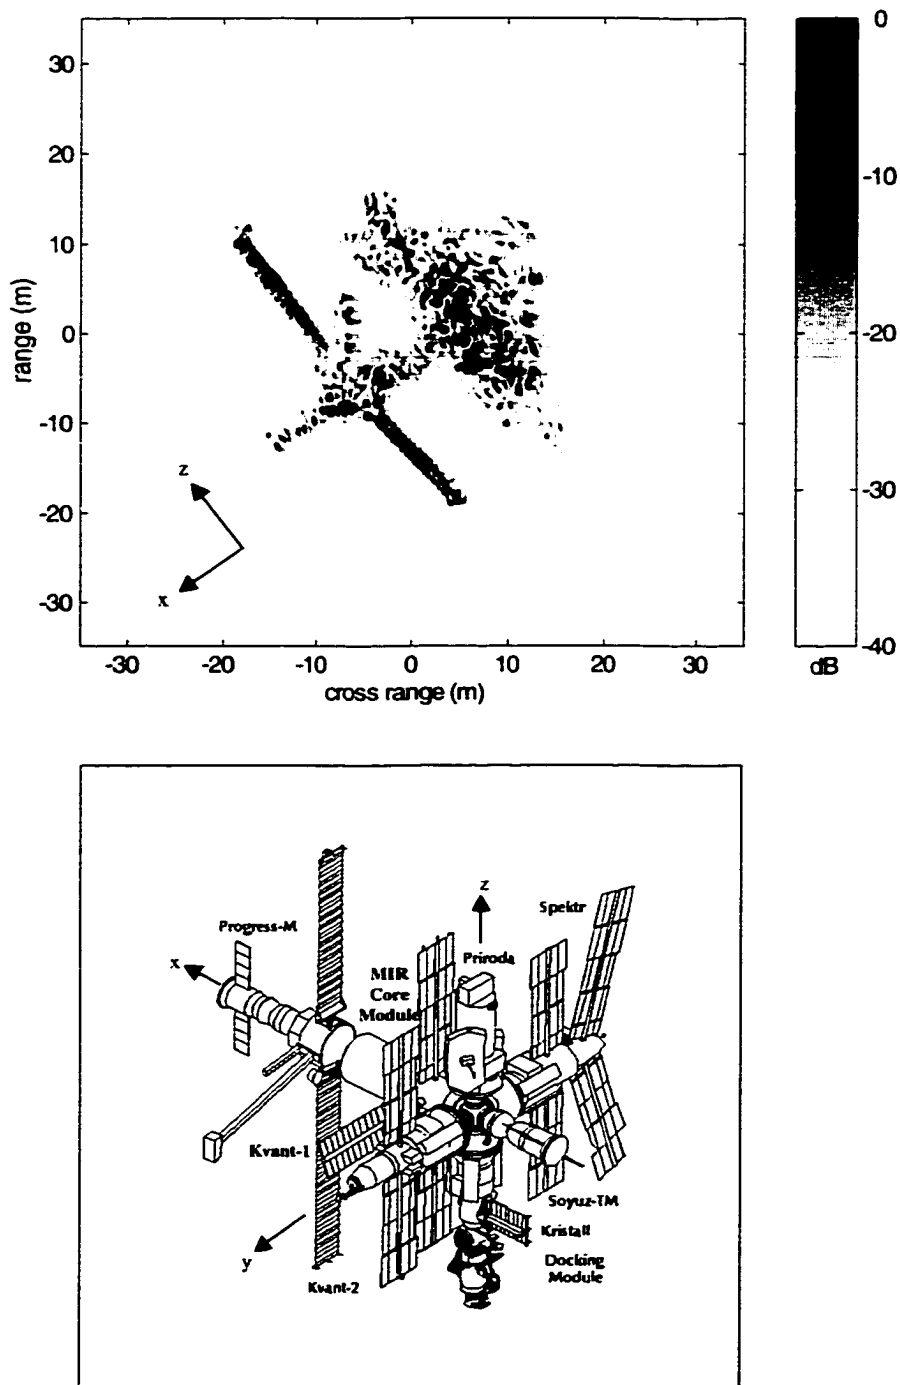 30
20
10
0
-10
-20
-30
range (m)
z
x
-30
-20
-10
0
10
20
30
cross range (m)
0
-10
-20
-30
-40
dB
z
Spektr
Progress-M
Priroda
x
MIR
Core
Module
Kvant-1
Soyuz-TM
Kristall
y
Docking
Module
Kvant-2